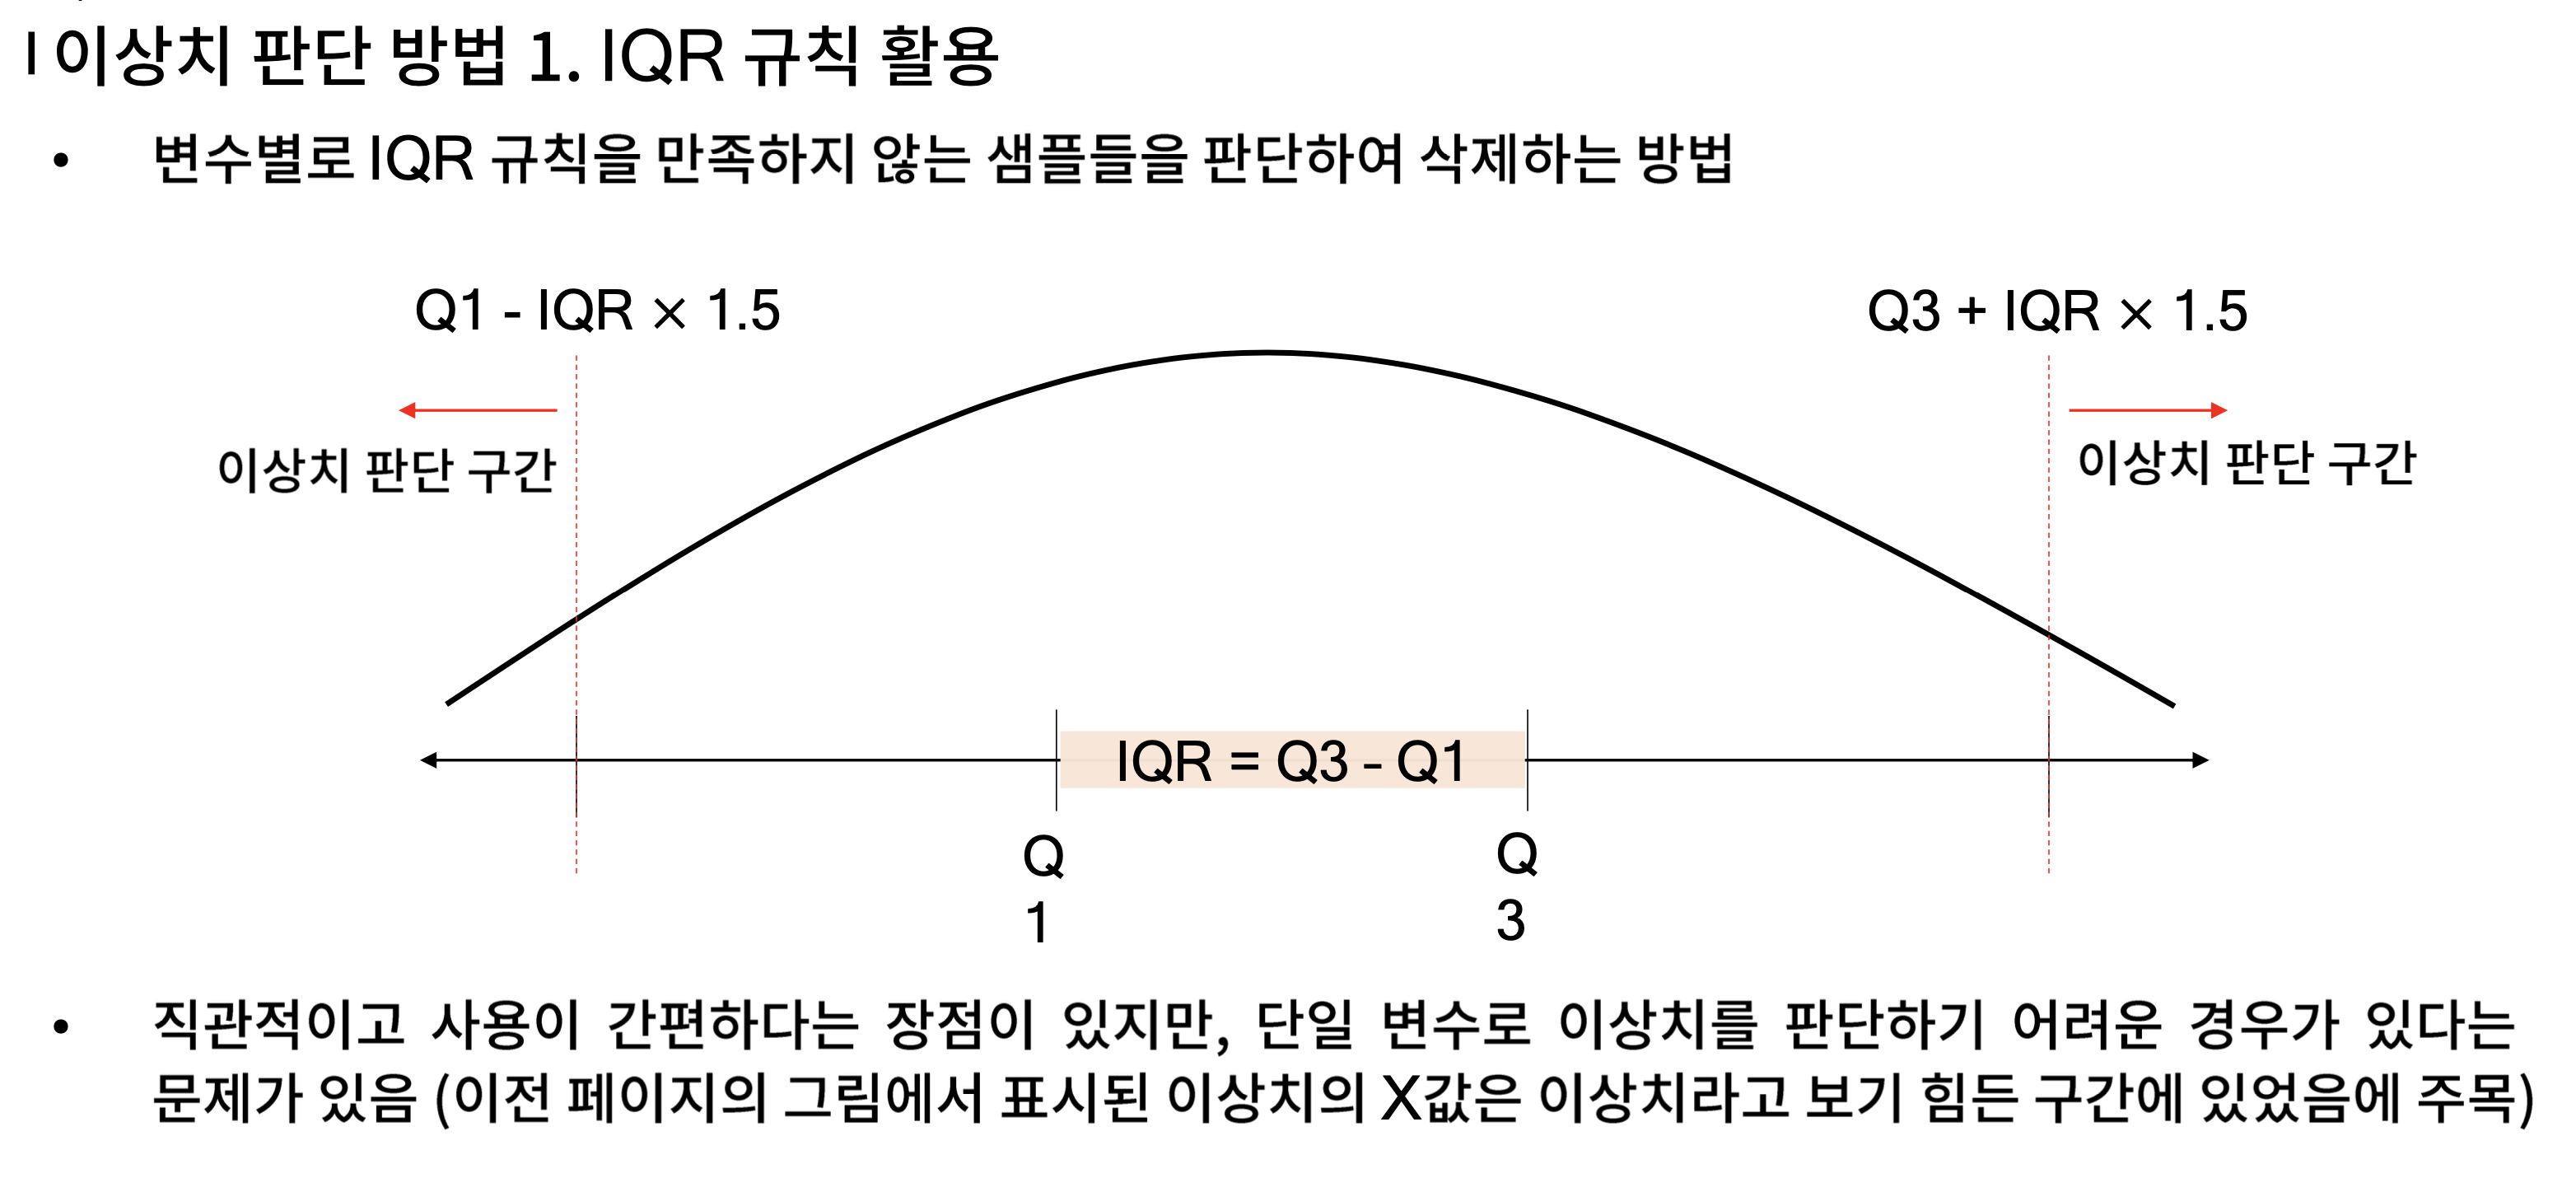 I 이상치 판단 방법 1. IQR 규칙 활용
• 변수별로 IQR 규칙을 만족하지 않는 샘플들을 판단하여 삭제하는 방법
Q1 - IQR × 1.5
Q3 + IQR × 1.5
이상치 판단 구간
이상치 판단 구간
IQR = Q3 – Q1
Q
1
Q
3
• 직관적이고 사용이 간편하다는 장점이 있지만, 단일 변수로 이상치를 판단하기 어려운 경우가 있다는
문제가 있음 (이전 페이지의 그림에서 표시된 이상치의 X값은 이상치라고 보기 힘든 구간에 있었음에 주목)